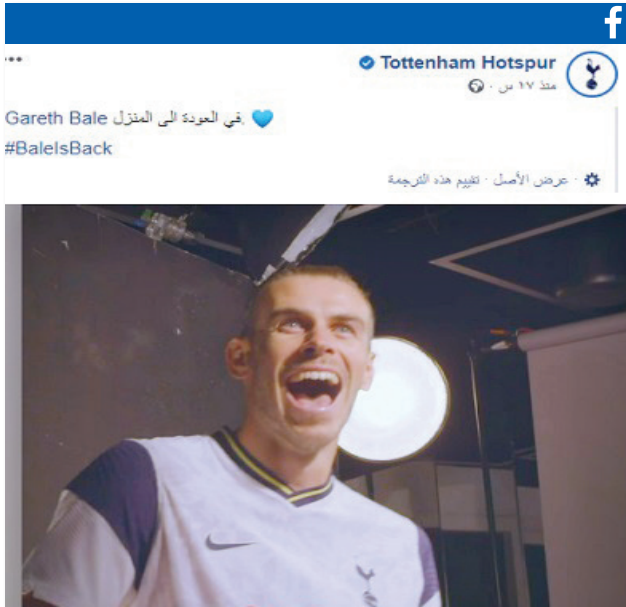 Tottenham Hotspur
منذ ١٧ س ·
Gareth Bale في العودة الى المنزل. 💙
#BaleIsBack
عرض الأصل · تقييم هذه الترجمة